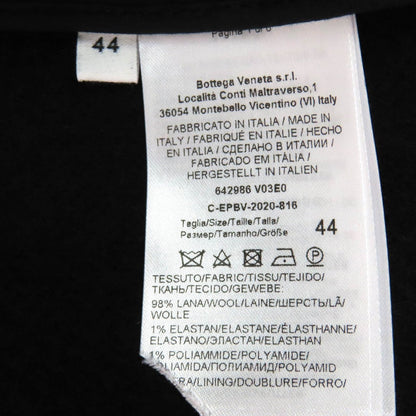 44
Bottega Veneta s.r.l.
Località Conti Maltraverso,1
36054 Montebello Vicentino (VI) Italy
FABBRICATO IN ITALIA / MADE IN
ITALY / FABRIQUÉ EN ITALIE / HECHO
EN ITALIA / СДЕЛАНО В ИТАЛИИ /
FABRICADO EM ITÁLIA /
HERGESTELLT IN ITALIEN
642986 V03E0
C-EPBV-2020-816
Taglia/Size/Taille/Talla/
Размер/Tamanho/Größe
44
TESSUTO/FABRIC/TISSU/TEJIDO/
ТКАНЬ/TECIDO/GEWEBE:
98% LANA/WOOL/LAINE/ШЕРСТЬ/LÃ/
WOLLE
1% ELASTAN/ELASTANE/ÉLASTHANNE/
ELASTANO/ЭЛАСТАН/ELASTHAN
1% POLIAMMIDE/POLYAMIDE/
POLIAMIDA/ПОЛИАМИД/POLYAMID
/LINING/DOUBLURE/FORRO/